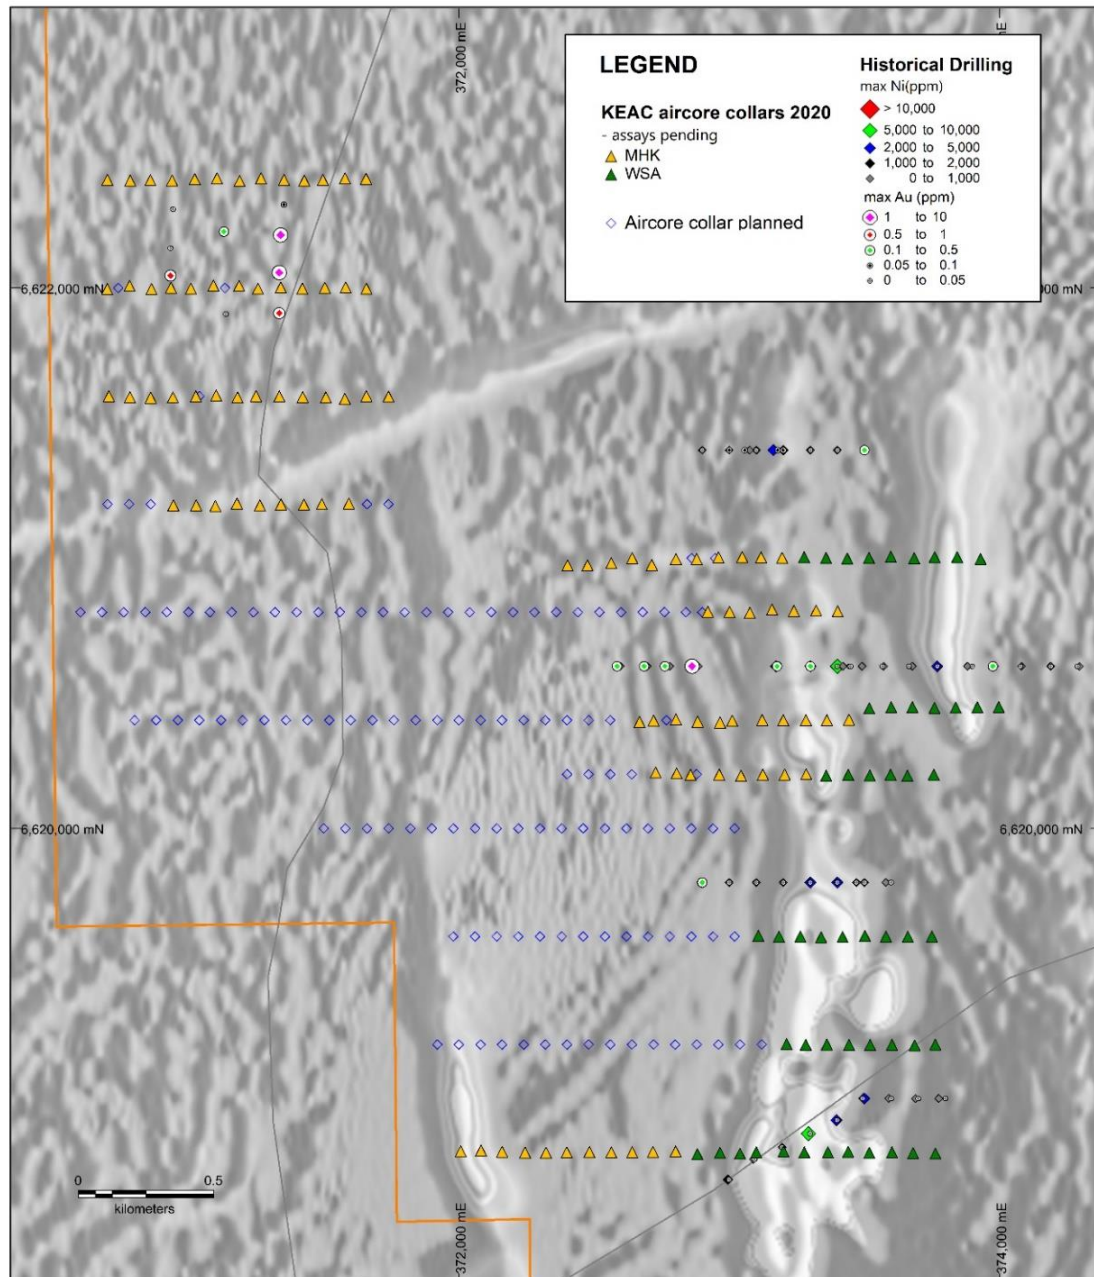 372,000 mE
mE
LEGEND
KEAC aircore collars 2020
- assays pending
MHK
WSA
Aircore collar planned
Historical Drilling
max Ni(ppm)
> 10,000
5,000 to 10,000
2,000 to 5,000
1,000 to 2,000
0 to 1,000
max Au (ppm)
1 to 10
0.5 to 1
0.1 to 0.5
0.05 to 0.1
0 to 0.05
6,622,000 mN
00 mN
6,620,000 mN
6,620,000 mN
0 0.5
kilometers
372,000 mE
374,000 mE